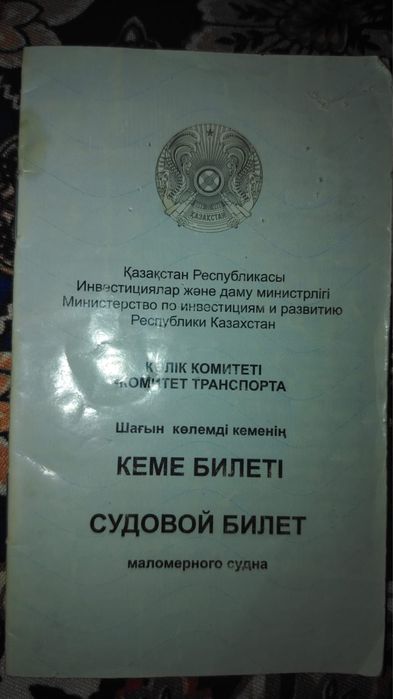 ҚАЗАҚСТАН
Қазақстан Республикасы
Инвестициялар және даму министрлігі
Министерство по инвестициям и развитию
Республики Казахстан
КӨЛІК КОМИТЕТІ
КОМИТЕТ ТРАНСПОРТА
Шағын көлемді кеменің
КЕМЕ БИЛЕТІ
СУДОВОЙ БИЛЕТ
маломерного судна